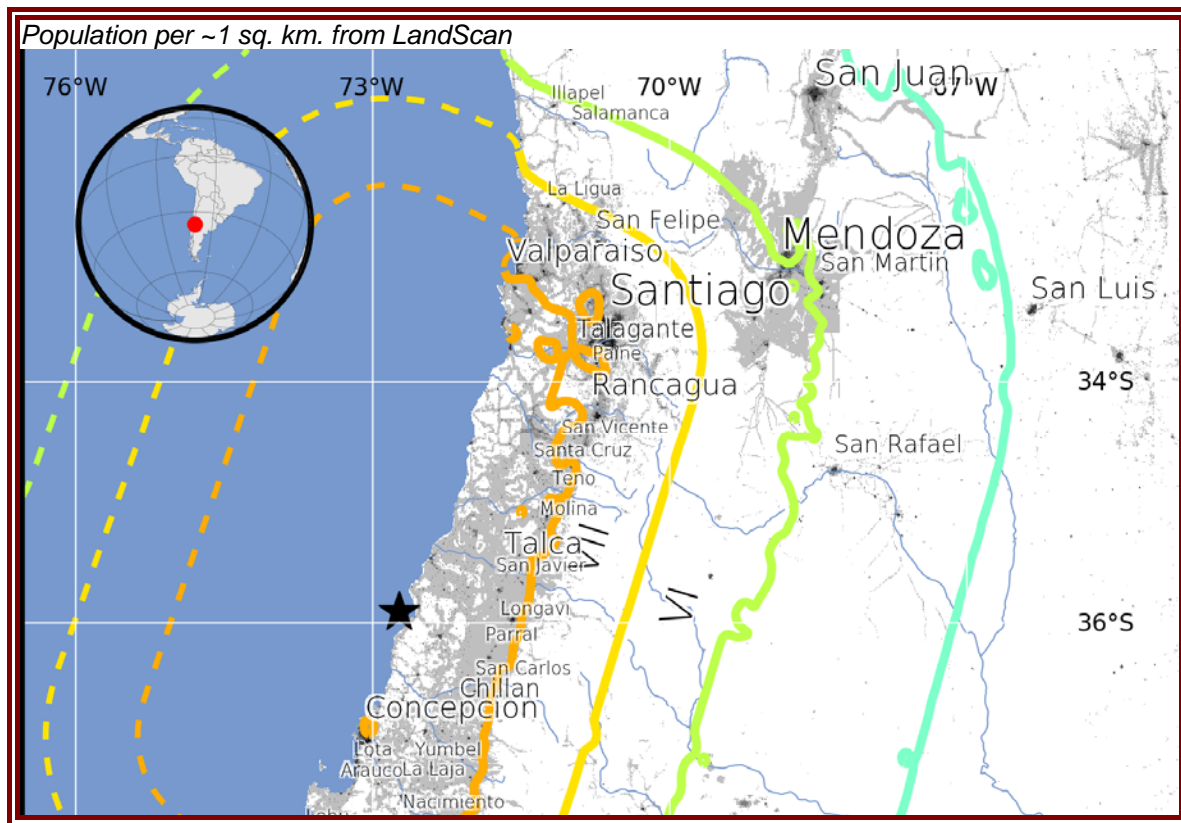 Population per ~1 sq. km. from LandScan
76°W
73°W
70°W
67°W
San Juan
Illapel
Salamanca
La Ligua
San Felipe
Valparaiso
Mendoza
San Martin
Santiago
San Luis
Talagante
Paine
34°S
Rancagua
San Vicente
Santa Cruz
San Rafael
Teno
Molina
Talca
VII
San Javier
VI
Longavi
36°S
Parral
San Carlos
Chillan
Concepcion
Lota
Yumbel
Arauco
La Laja
Nacimiento